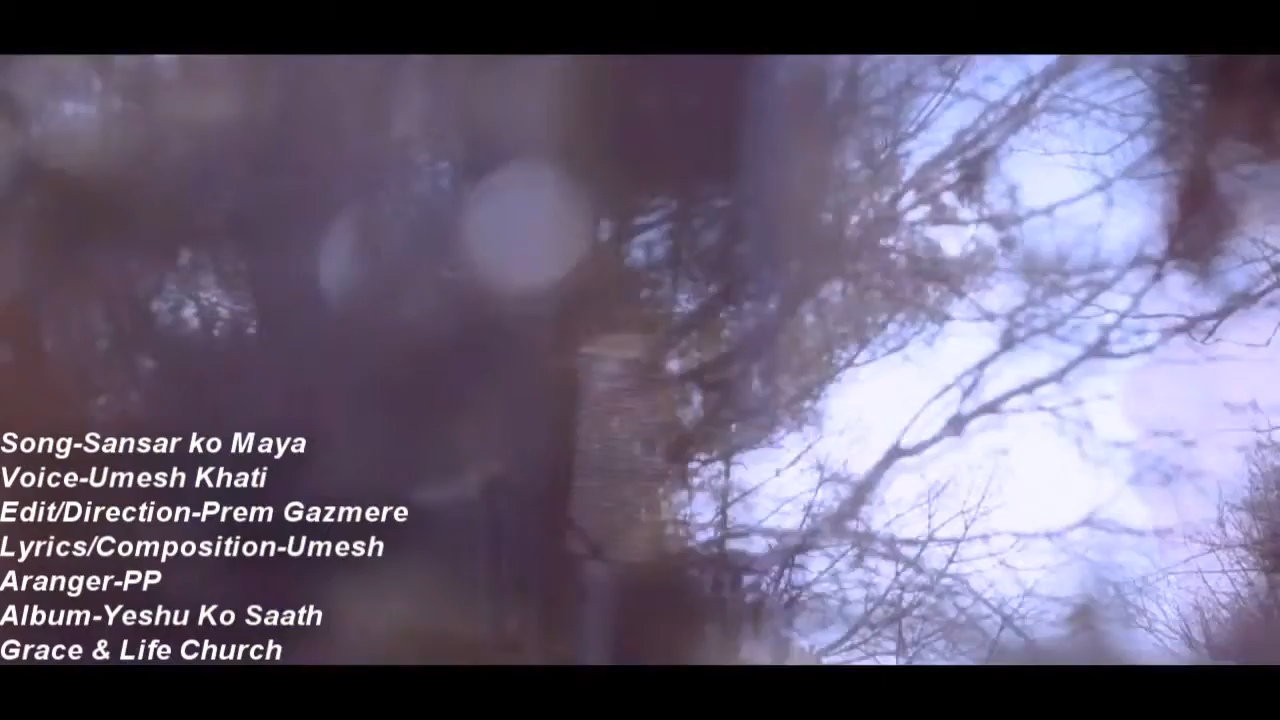 Song-Sansar ko Maya
Voice-Umesh Khati
Edit/Direction-Prem Gazmere
Lyrics/Composition-Umesh
Aranger-PP
Album-Yeshu Ko Saath
Grace & Life Church